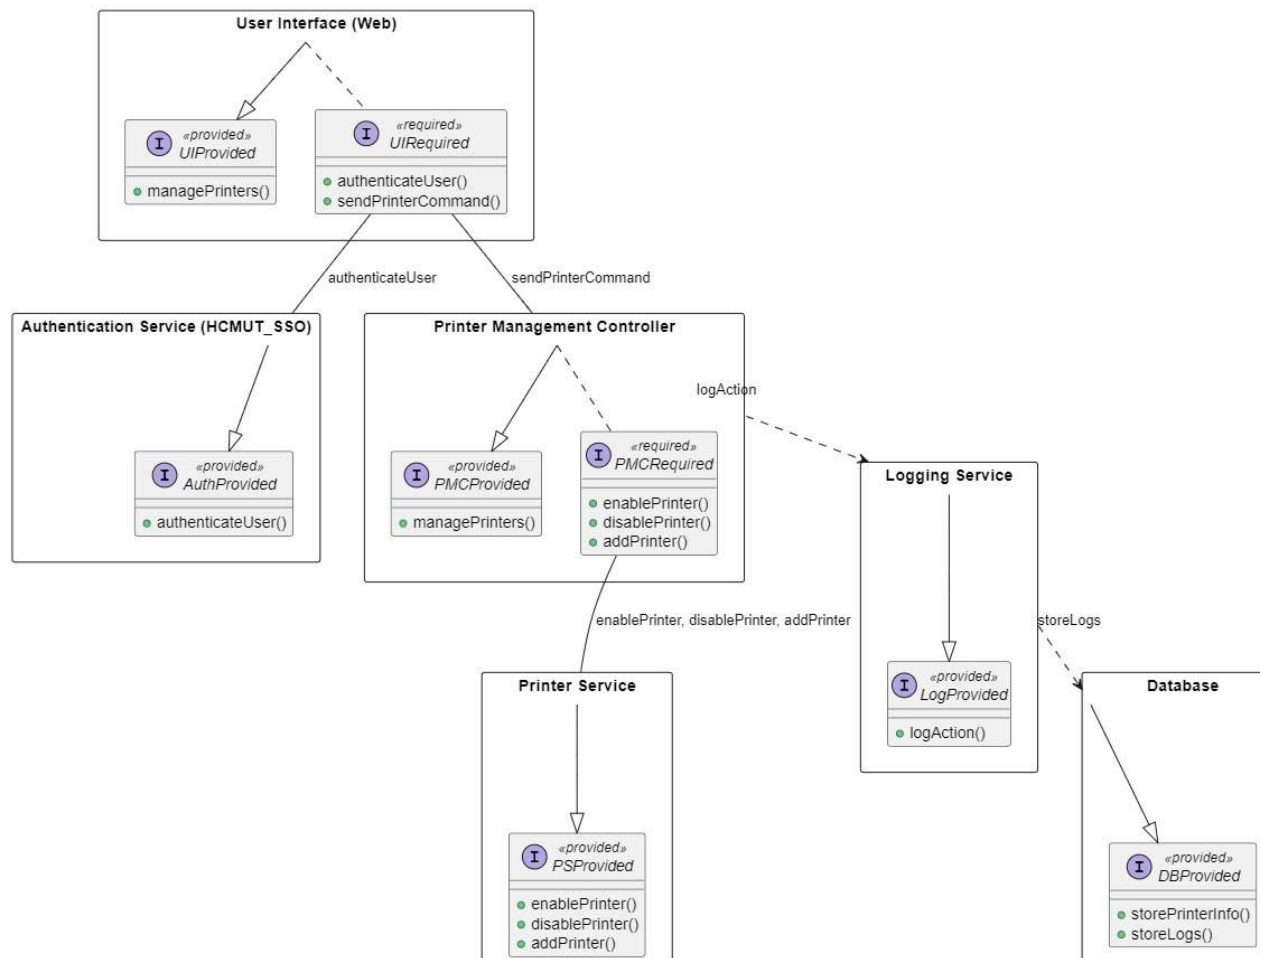 User Interface (Web)
«provided»
I
UIProvided
managePrinters()
«required»
I
UIRequired
authenticateUser()
sendPrinterCommand()
authenticateUser
sendPrinterCommand
Authentication Service (HCMUT_SSO)
«provided»
I
AuthProvided
authenticateUser()
Printer Management Controller
«provided»
I
PMCProvided
managePrinters()
«required»
I
PMCRequired
enablePrinter()
disablePrinter()
addPrinter()
logAction
Logging Service
«provided»
I
LogProvided
logAction()
enablePrinter, disablePrinter, addPrinter
storeLogs
Printer Service
«provided»
I
PSProvided
enablePrinter()
disablePrinter()
addPrinter()
Database
«provided»
I
DBProvided
storePrinterInfo()
storeLogs()